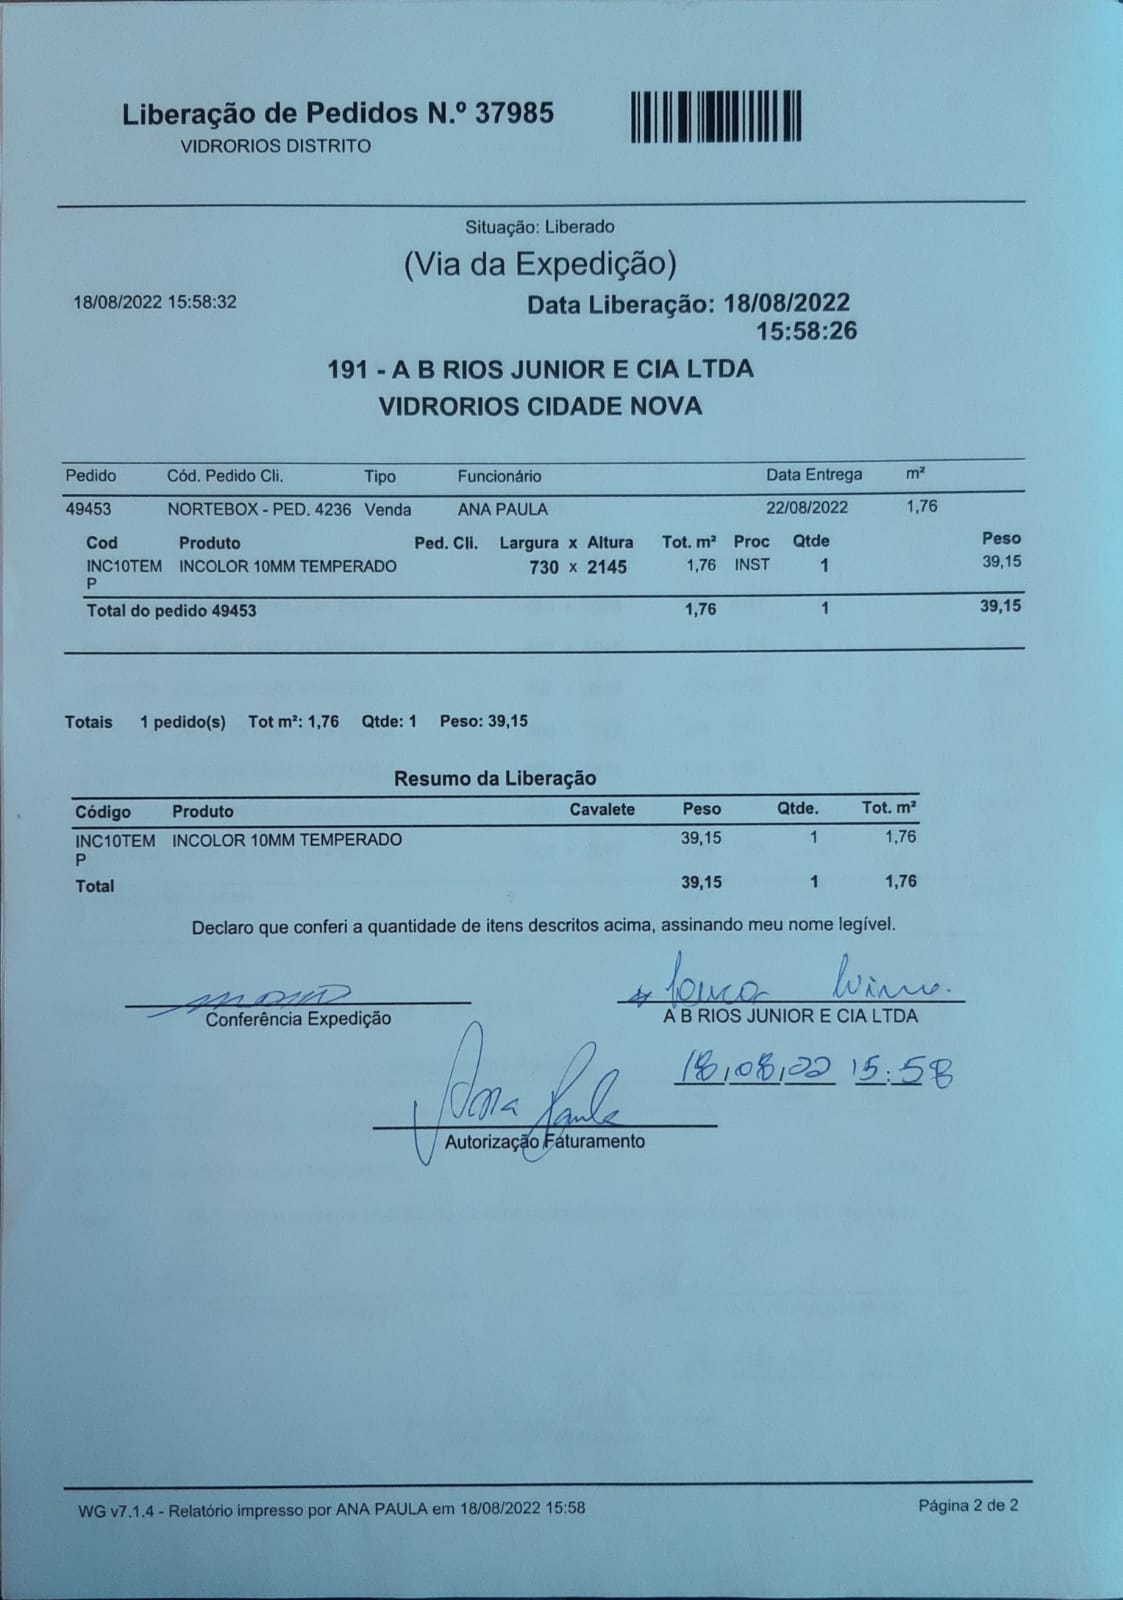 Liberação de Pedidos N.º 37985
VIDRORIOS DISTRITO
Situação: Liberado
(Via da Expedição)
18/08/2022 15:58:32
Data Liberação: 18/08/2022
15:58:26
191 - A B RIOS JUNIOR E CIA LTDA
VIDRORIOS CIDADE NOVA
Pedido Cód. Pedido Cli. Tipo Funcionário Data Entrega m²
49453 NORTEBOX - PED. 4236 Venda ANA PAULA 22/08/2022 1,76
Cod Produto Ped. Cli. Largura x Altura Tot. m² Proc Qtde Peso
INC10TEM INCOLOR 10MM TEMPERADO 730 x 2145 1,76 INST 1 39,15
P
Total do pedido 49453 1,76 1 39,15
Totais 1 pedido(s) Tot m²: 1,76 Qtde: 1 Peso: 39,15
Resumo da Liberação
Código Produto Cavalete Peso Qtde. Tot. m²
INC10TEM INCOLOR 10MM TEMPERADO 39,15 1 1,76
P
Total 39,15 1 1,76
Declaro que conferi a quantidade de itens descritos acima, assinando meu nome legível.
Conferência Expedição
A B RIOS JUNIOR E CIA LTDA
18,08,22 15:58
Ana Paula
Autorização Faturamento
WG v7.1.4 - Relatório impresso por ANA PAULA em 18/08/2022 15:58
Página 2 de 2